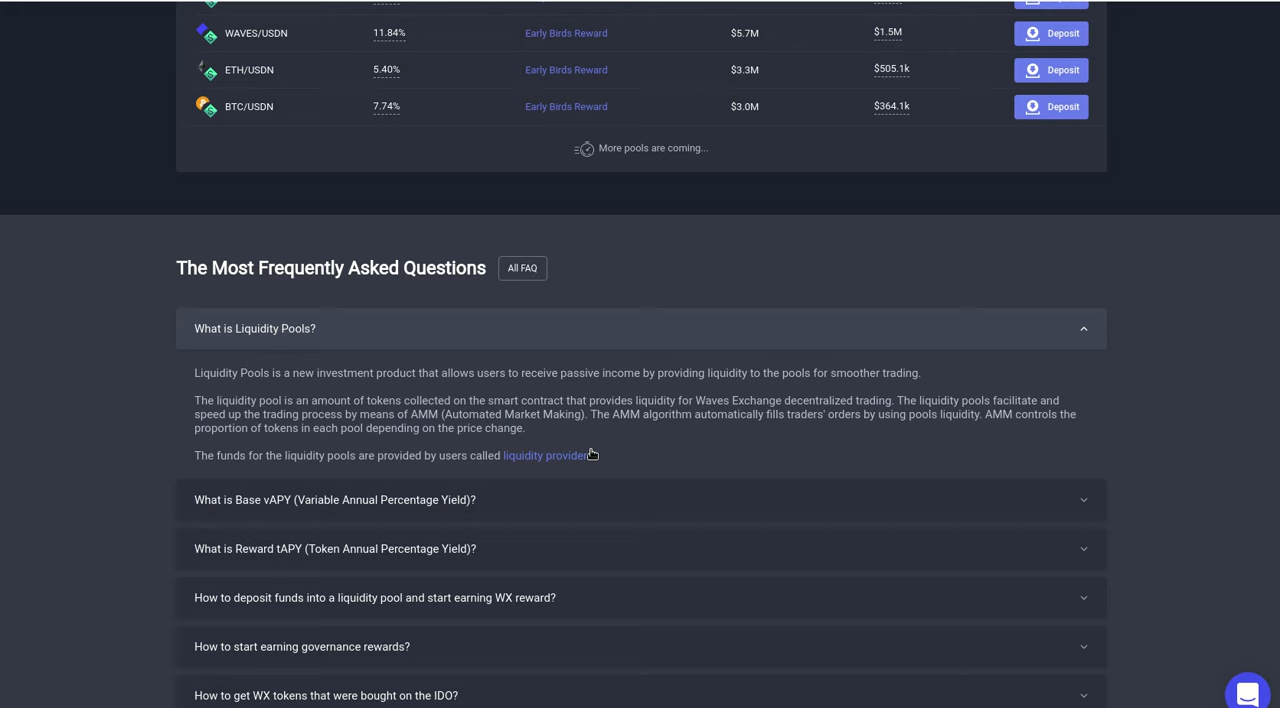 WAVES/USDN 11.84% Early Birds Reward $5.7M $1.5M Deposit
ETH/USDN 5.40% Early Birds Reward $3.3M $505.1k Deposit
BTC/USDN 7.74% Early Birds Reward $3.0M $364.1k Deposit
More pools are coming...
The Most Frequently Asked Questions All FAQ
What is Liquidity Pools?
Liquidity Pools is a new investment product that allows users to receive passive income by providing liquidity to the pools for smoother trading.
The liquidity pool is an amount of tokens collected on the smart contract that provides liquidity for Waves Exchange decentralized trading. The liquidity pools facilitate and
speed up the trading process by means of AMM (Automated Market Making). The AMM algorithm automatically fills traders' orders by using pools liquidity. AMM controls the
proportion of tokens in each pool depending on the price change.
The funds for the liquidity pools are provided by users called liquidity provider
What is Base vAPY (Variable Annual Percentage Yield)?
What is Reward tAPY (Token Annual Percentage Yield)?
How to deposit funds into a liquidity pool and start earning WX reward?
How to start earning governance rewards?
How to get WX tokens that were bought on the IDO?